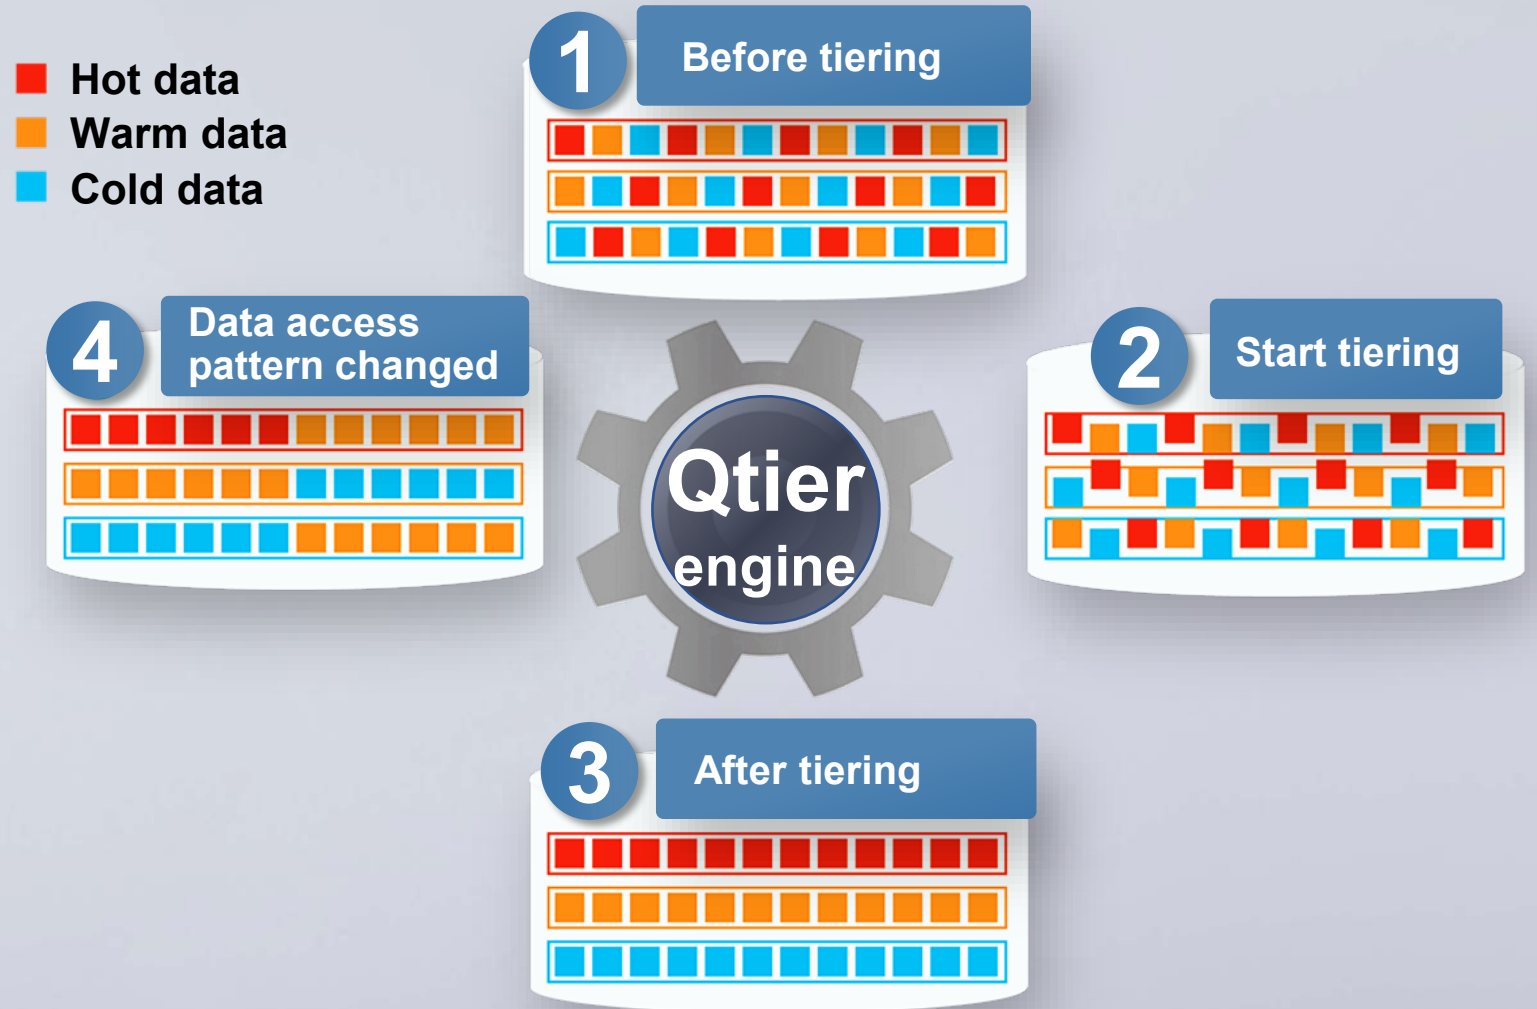 Hot data
Warm data
Cold data
1
Before tiering
2
Start tiering
3
After tiering
4
Data access
pattern changed
Qtier
engine